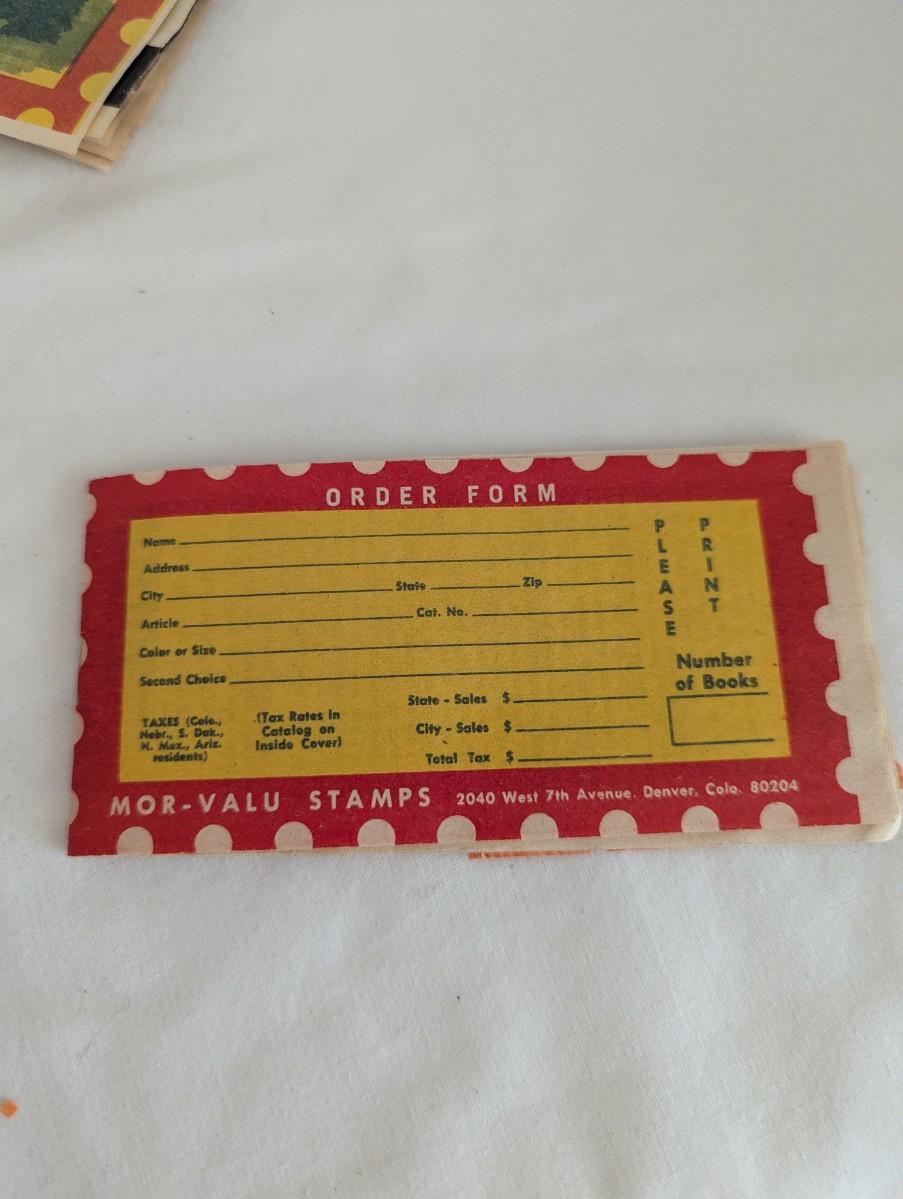 ORDER FORM
Name
Address
City State Zip
Article Cat. No.
Color or Size
Second Choice
PLEASE PRINT
Number
of Books
State - Sales $
City - Sales $
Total Tax $
TAXES (Colo.,
Nebr., S. Dak.,
N. Mex., Ariz.
residents)
(Tax Rates in
Catalog on
Inside Cover)
MOR-VALU STAMPS 2040 West 7th Avenue. Denver, Colo. 80204